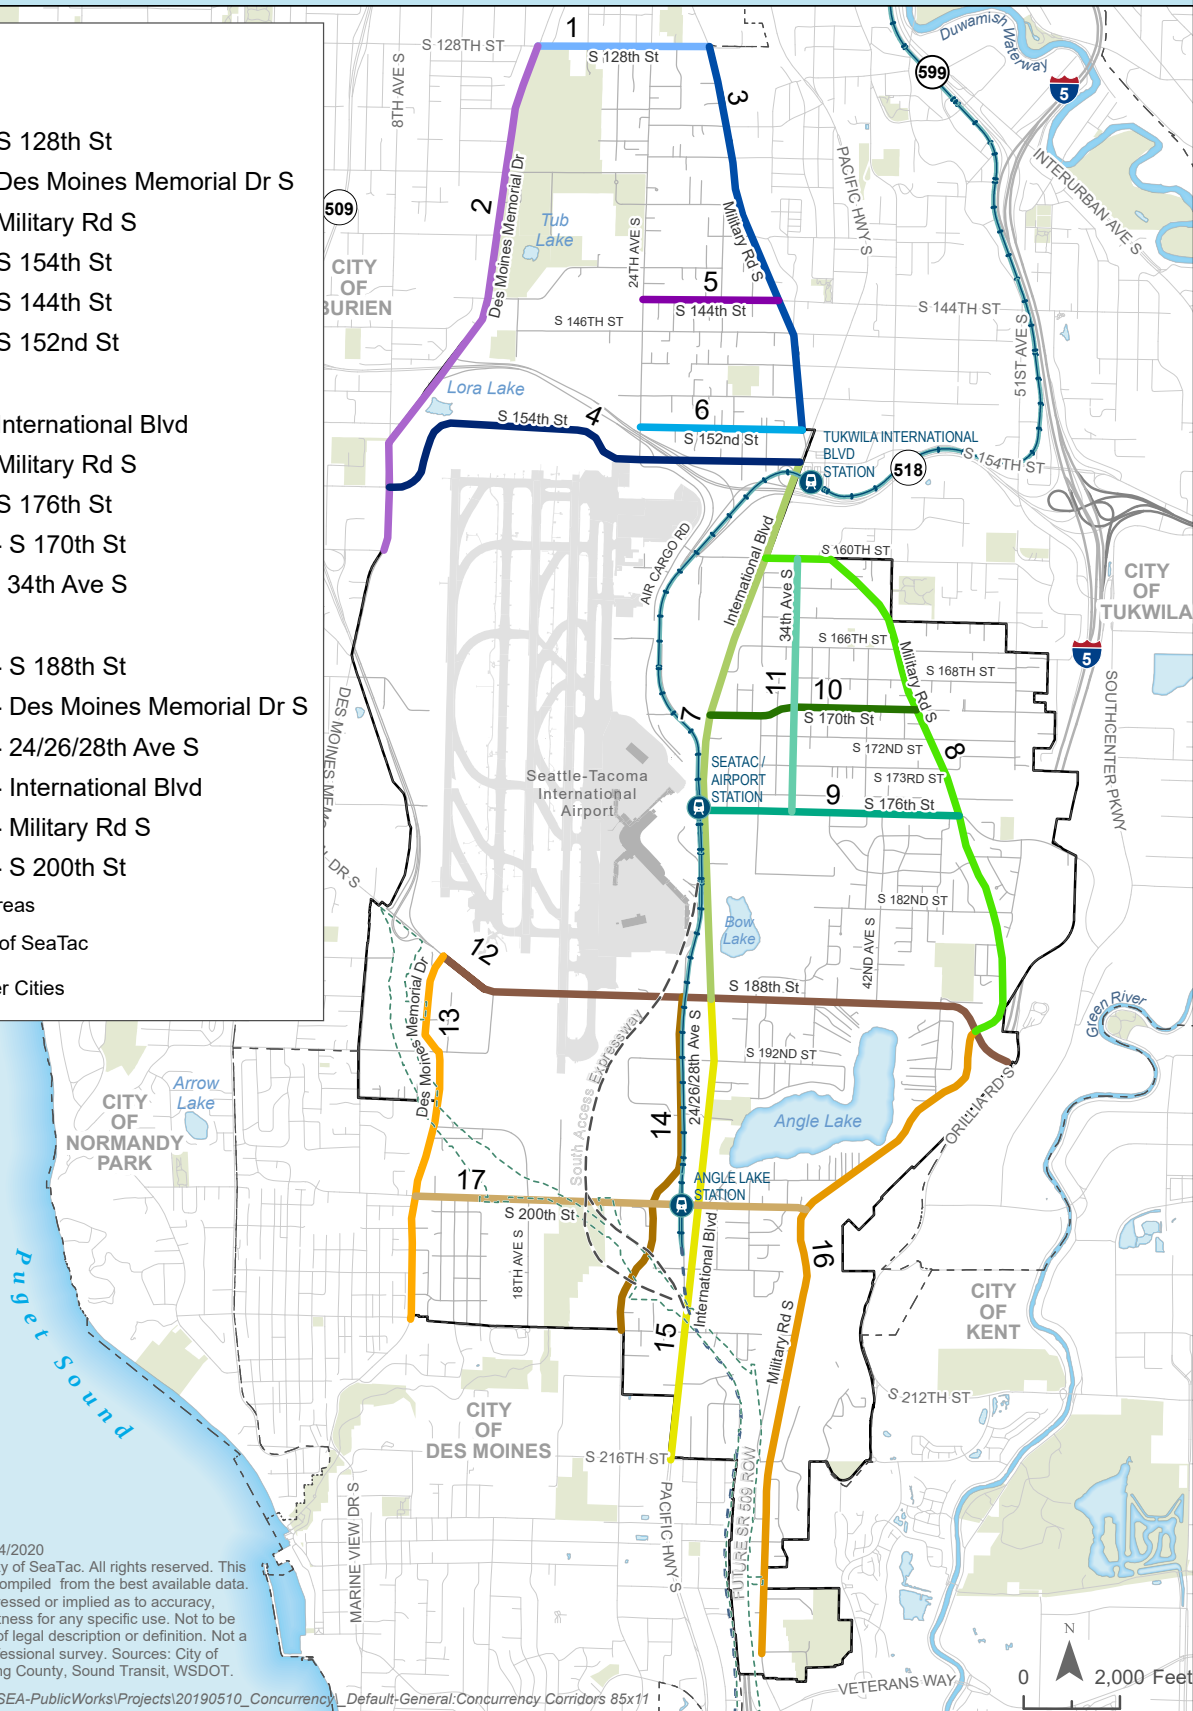 S 128th St
Des Moines Memorial Dr S
Military Rd S
S 154th St
S 144th St
S 152nd St
International Blvd
Military Rd S
S 176th St
- S 170th St
34th Ave S
- S 188th St
- Des Moines Memorial Dr S
- 24/26/28th Ave S
- International Blvd
- Military Rd S
- S 200th St
reas
of SeaTac
er Cities
1
S 128TH ST
S 128th St
8TH AVE S
3
599
Duwamish
Waterway
5
INTERURBAN AVE S
PACIFIC HWY S
509
2
Des Moines Memorial Dr
Tub
Lake
24TH AVE S
Military Rd S
CITY
OF
BURIEN
5
S 144th St
S 144TH ST
S 146TH ST
51ST AVE S
Lora Lake
S 154th St
4
6
S 152nd St
TUKWILA INTERNATIONAL
BLVD
STATION
518
S 154TH ST
AIR CARGO RD
International Blvd
S 160TH ST
34th Ave S
CITY
OF
TUKWILA
S 166TH ST
Military Rd S
S 168TH ST
5
11
10
S 170th St
7
SOUTHCENTER PKWY
DES MOINES MEMO
L DR S
S 172ND ST
8
Seattle-Tacoma
International
Airport
SEATAC /
AIRPORT
STATION
S 173RD ST
9
S 176th St
S 182ND ST
Bow
Lake
42ND AVE S
12
S 188th St
Green River
Des Moines Memorial Dr
13
South Access Expressway
24/26/28th Ave S
S 192ND ST
ORILLIA RD S
Arrow
Lake
CITY
OF
NORMANDY
PARK
14
Angle Lake
17
S 200th St
ANGLE LAKE
STATION
18TH AVE S
International Blvd
16
15
Military Rd S
CITY
OF
KENT
Puget Sound
CITY
OF
DES MOINES
S 212TH ST
S 216TH ST
PACIFIC HWY S
FUTURE SR 509 ROW
MARINE VIEW DR S
4/2020
ty of SeaTac. All rights reserved. This
ompiled from the best available data.
ressed or implied as to accuracy,
tness for any specific use. Not to be
of legal description or definition. Not a
fessional survey. Sources: City of
ng County, Sound Transit, WSDOT.
SEA-PublicWorks\Projects\20190510_Concurrency\_Default-General:Concurrency Corridors 85x11
VETERANS WAY
N
0
2,000 Feet